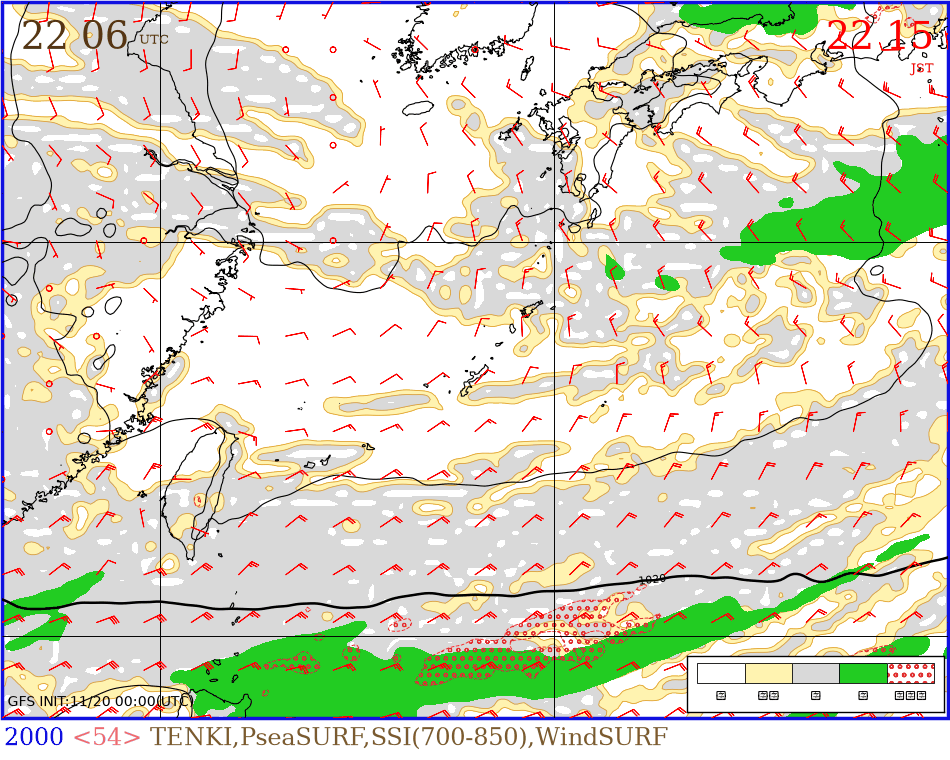 22 06 UTC
22 15 JST
1020
GFS INIT:11/20 00:00(UTC)
2000 <54> TENKI,PseaSURF,SSI(700-850),WindSURF